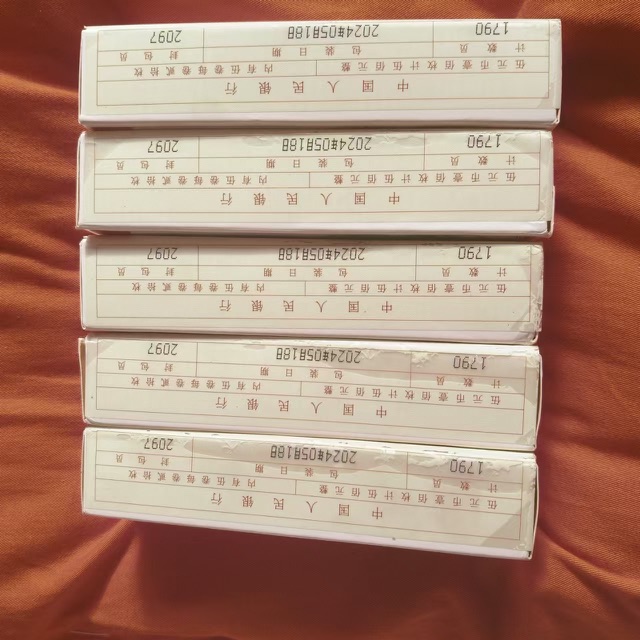 中国人民银行
伍元币壹佰枚计伍佰元整 内有伍卷每卷贰拾枚
计数员 包装日期 封包员
1790 2024年05月18日 2097
中国人民银行
伍元币壹佰枚计伍佰元整 内有伍卷每卷贰拾枚
计数员 包装日期 封包员
1790 2024年05月18日 2097
中国人民银行
伍元币壹佰枚计伍佰元整 内有伍卷每卷贰拾枚
计数员 包装日期 封包员
1790 2024年05月18日 2097
中国人民银行
伍元币壹佰枚计伍佰元整 内有伍卷每卷贰拾枚
计数员 包装日期 封包员
1790 2024年05月18日 2097
中国人民银行
伍元币壹佰枚计伍佰元整 内有伍卷每卷贰拾枚
计数员 包装日期 封包员
1790 2024年05月18日 2097